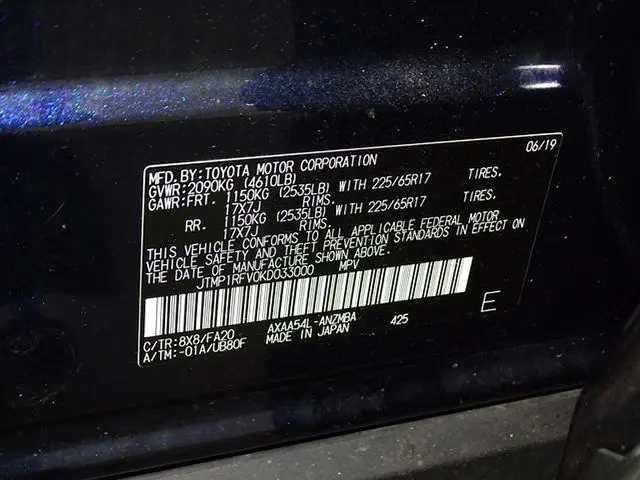 MFD.BY:TOYOTA MOTOR CORPORATION 06/19
GVWR:2090KG (4610LB)
GAWR:FRT. 1150KG (2535LB) WITH 225/65R17 TIRES.
17X7J RIMS.
RR. 1150KG (2535LB) WITH 225/65R17 TIRES.
17X7J RIMS.
THIS VEHICLE CONFORMS TO ALL APPLICABLE FEDERAL MOTOR
VEHICLE SAFETY AND THEFT PREVENTION STANDARDS IN EFFECT ON
THE DATE OF MANUFACTURE SHOWN ABOVE.
JTMP1RFV0KD033000 MPV
E
C/TR:8X8/FA20 AXAA54L-ANZMBA 425
A/TM:-01A/UB80F MADE IN JAPAN